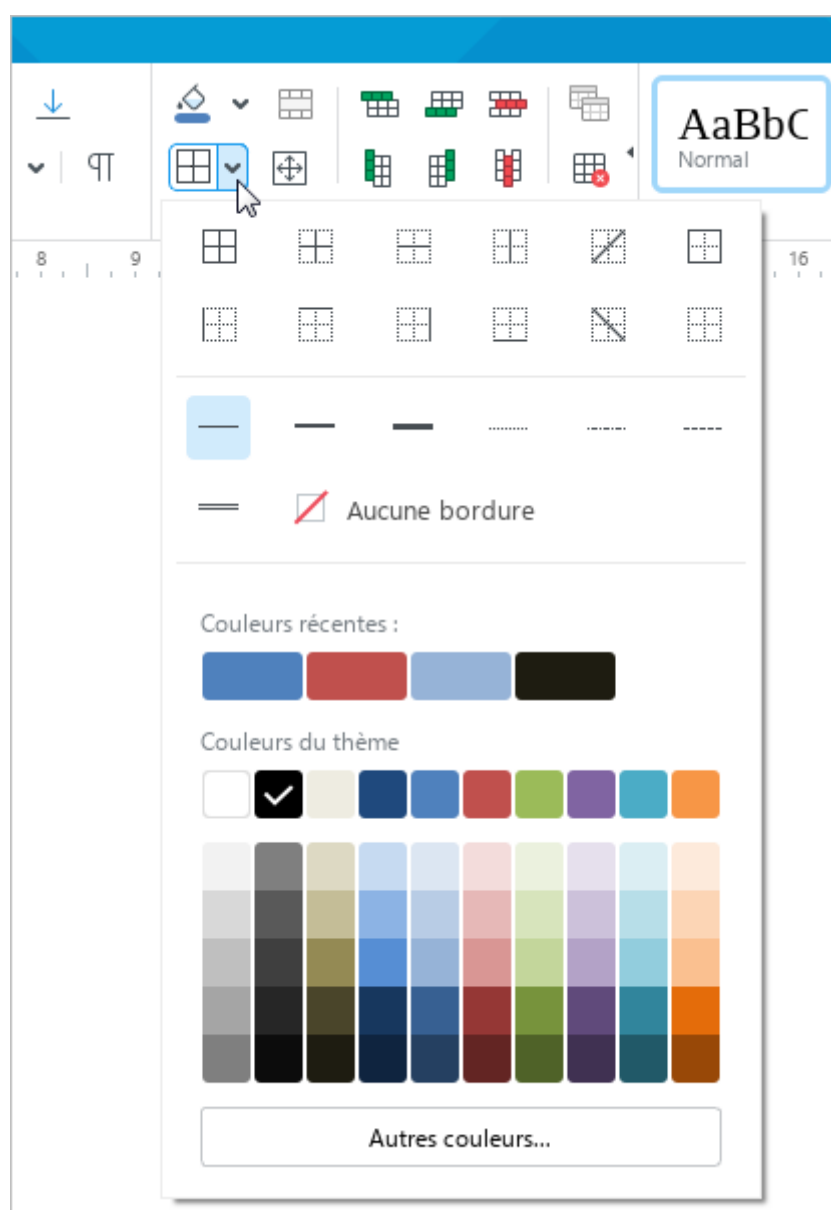 AaBbC
Normal
8
9
16
Aucune bordure
Couleurs récentes :
Couleurs du thème
Autres couleurs...